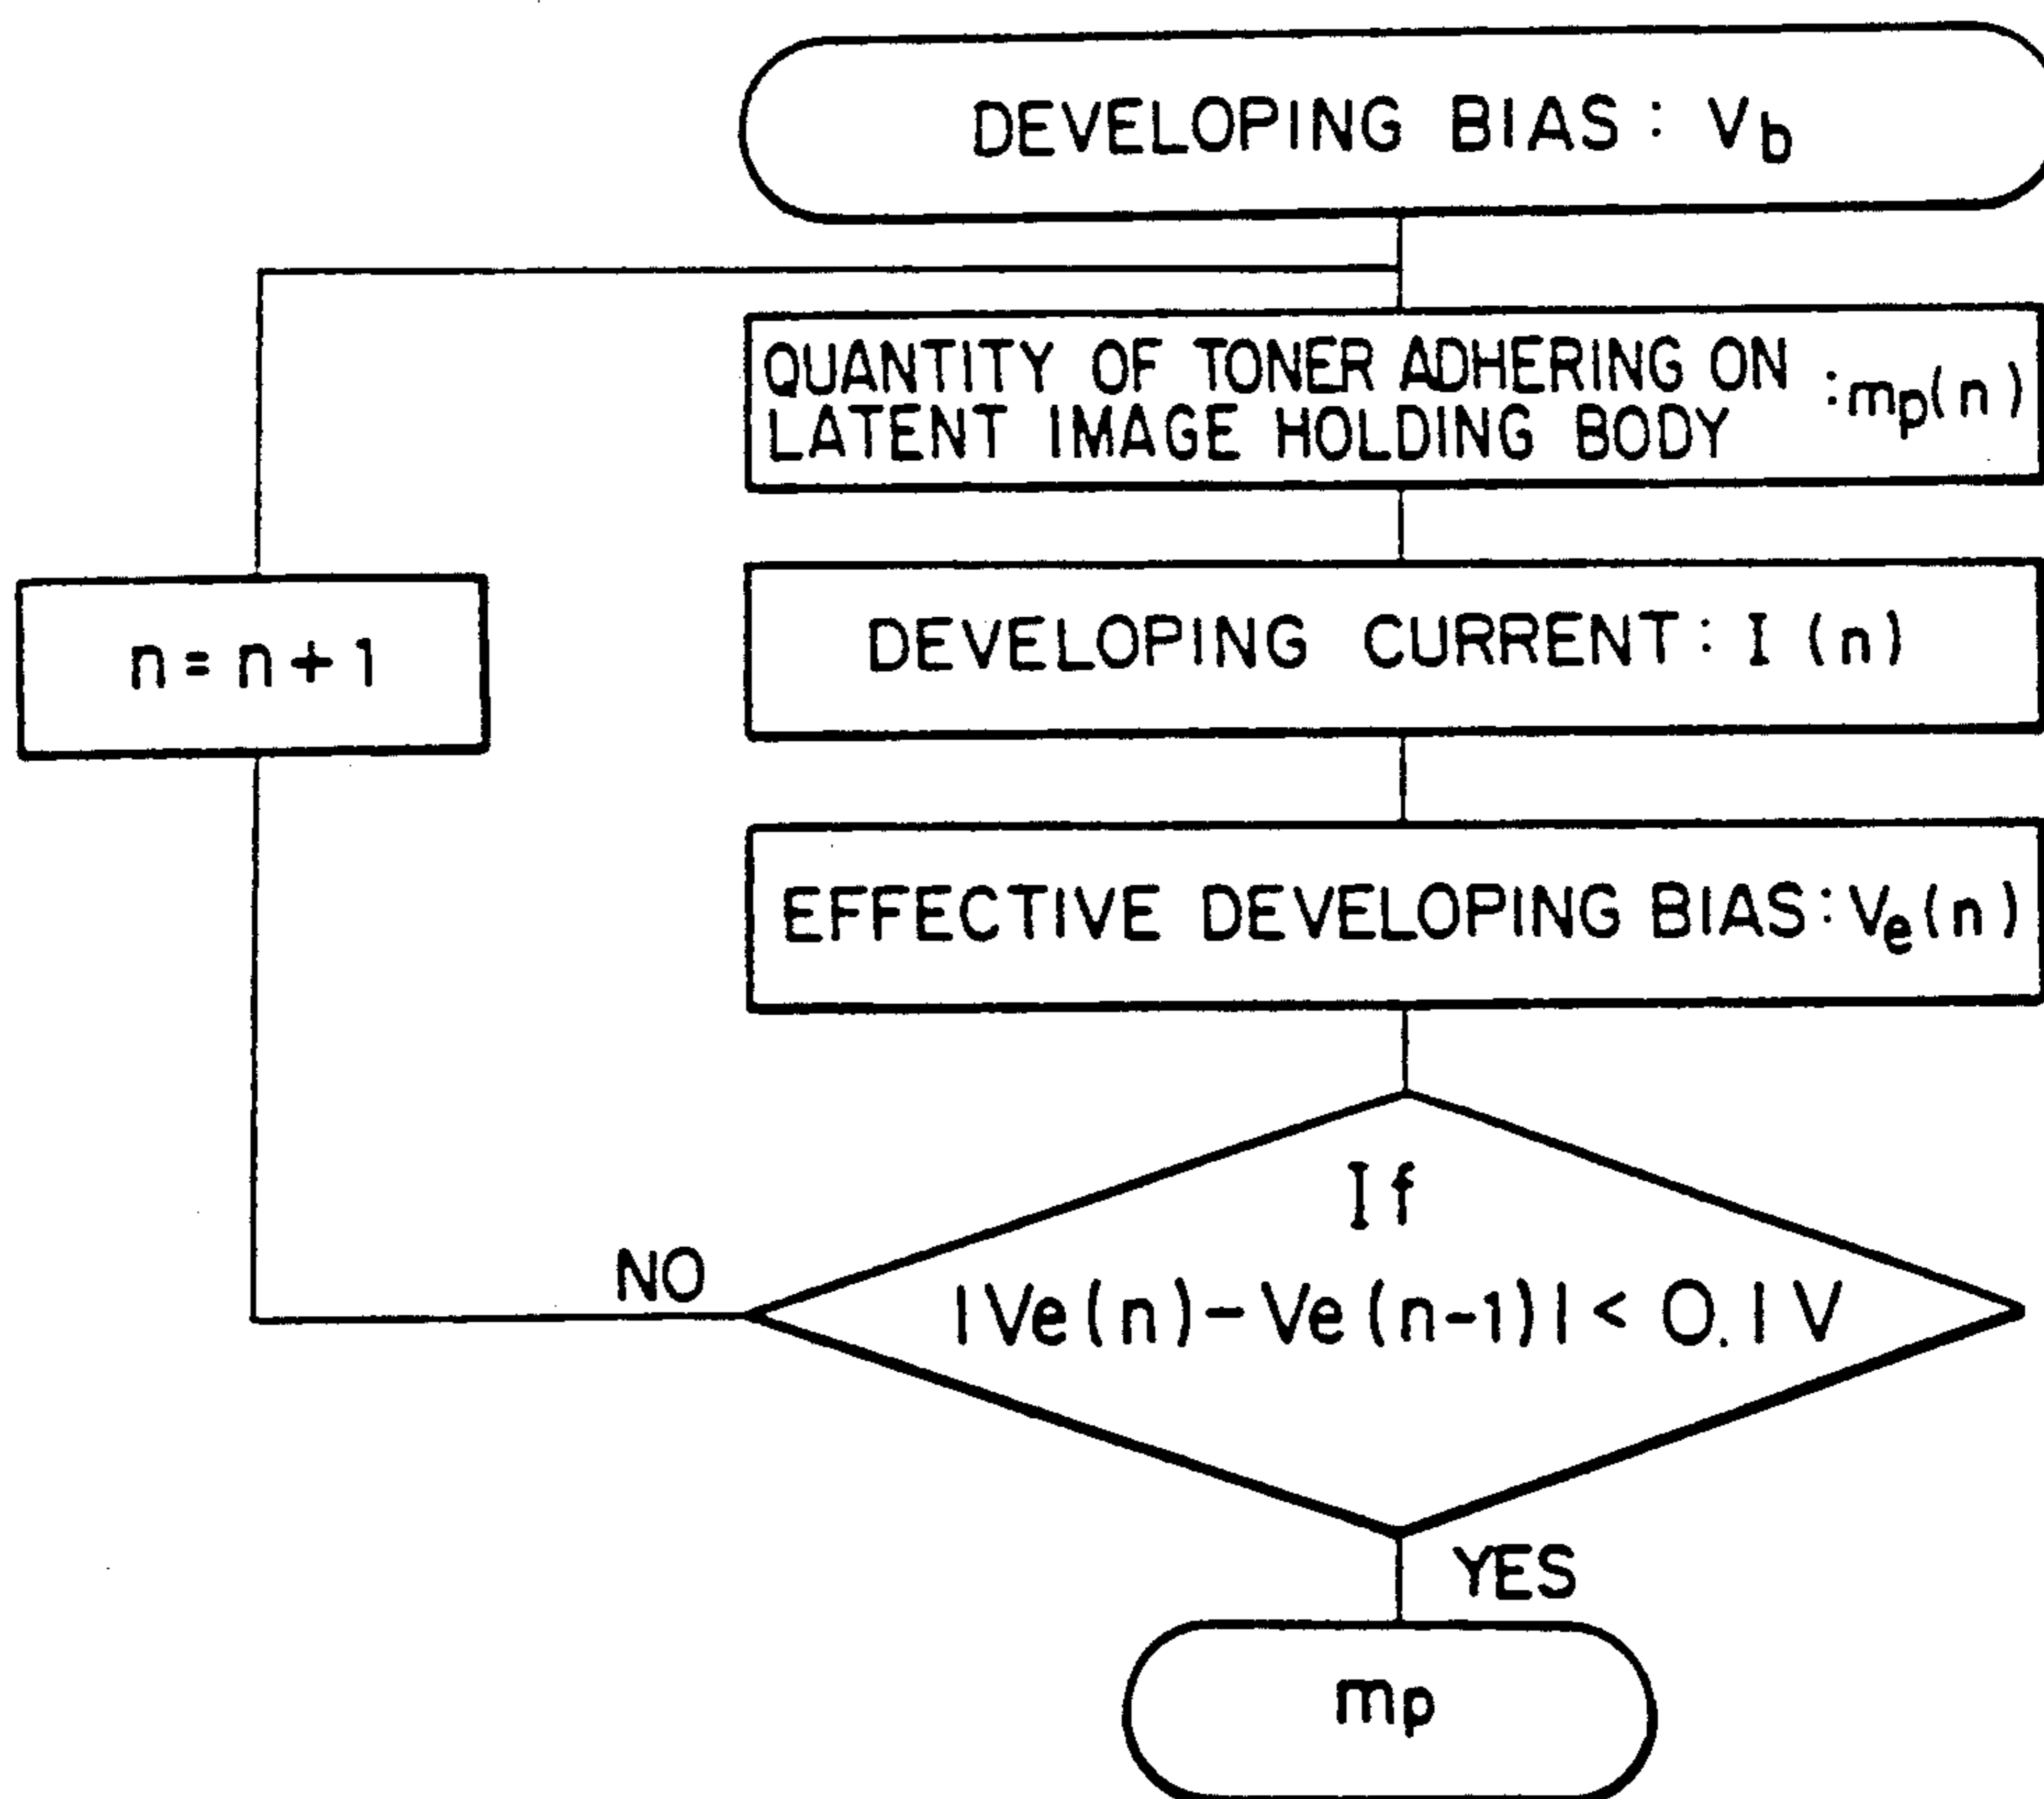 DEVELOPING BIAS : Vb
QUANTITY OF TONER ADHERING ON
LATENT IMAGE HOLDING BODY
:mp(n)
DEVELOPING CURRENT: I (n)
n=n+1
EFFECTIVE DEVELOPING BIAS:Ve(n)
If
|Ve(n)-Ve(n-1)|< 0.1V
NO
YES
mp